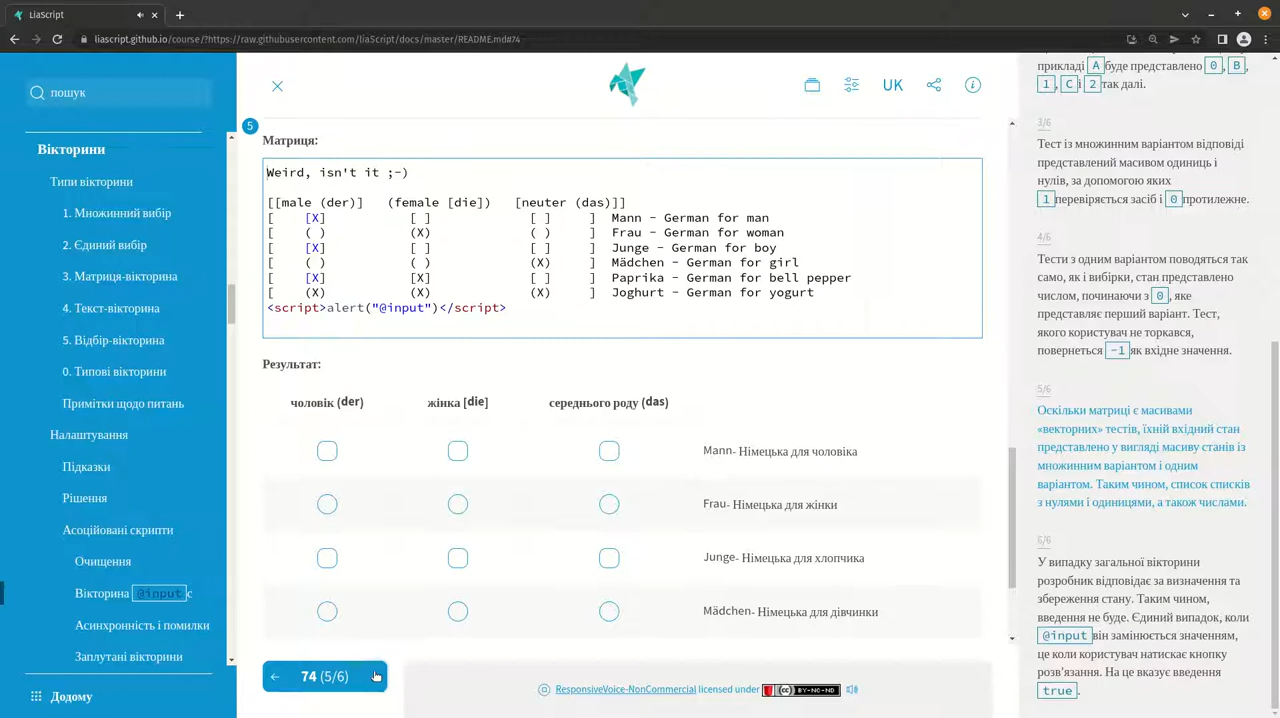 LiaScript
liascript.github.io/course/?https://raw.githubusercontent.com/liaScript/docs/master/README.md#74
пошук
Вікторини
Типи вікторини
1. Множинний вибір
2. Єдиний вибір
3. Матриця-вікторина
4. Текст-вікторина
5. Відбір-вікторина
0. Типові вікторини
Примітки щодо питань
Налаштування
Підказки
Рішення
Асоційовані скрипти
Очищення
Вікторина @input с
Асинхронність і помилки
Заплутані вікторини
Додому
UK
5
Матриця:
Weird, isn't it ;-)
[[male (der)]   (female [die])   [neuter (das)]]
[    [X]            [ ]             [ ]     ]  Mann - German for man
[    ( )            (X)             ( )     ]  Frau - German for woman
[    [X]            [ ]             [ ]     ]  Junge - German for boy
[    ( )            ( )             (X)     ]  Mädchen - German for girl
[    [X]            [X]             [ ]     ]  Paprika - German for bell pepper
[    (X)            (X)             (X)     ]  Joghurt - German for yogurt
<script>alert("@input")</script>
Результат:
чоловік (der) жінка [die] середнього роду (das)
Mann- Німецька для чоловіка
Frau- Німецька для жінки
Junge- Німецька для хлопчика
Mädchen- Німецька для дівчинки
← 74 (5/6)
ResponsiveVoice-NonCommercial licensed under
cc BY-NC-ND
прикладі A буде представлено 0, B,
1, C і 2 так далі.
3/6
Тест із множинним варіантом відповіді
представлений масивом одиниць і
нулів, за допомогою яких
1 перевіряється засіб і 0 протилежне.
4/6
Тести з одним варіантом поводяться так
само, як і вибірки, стан представлено
числом, починаючи з 0, яке
представляє перший варіант. Тест,
якого користувач не торкався,
повернеться -1 як вхідне значення.
5/6
Оскільки матриці є масивами
«векторних» тестів, їхній вхідний стан
представлено у вигляді масиву станів із
множинним варіантом і одним
варіантом. Таким чином, список списків
з нулями і одиницями, а також числами.
6/6
У випадку загальної вікторини
розробник відповідає за визначення та
збереження стану. Таким чином,
введення не буде. Єдиний випадок, коли
@input він замінюється значенням,
це коли користувач натискає кнопку
розв'язання. На це вказує введення
true.